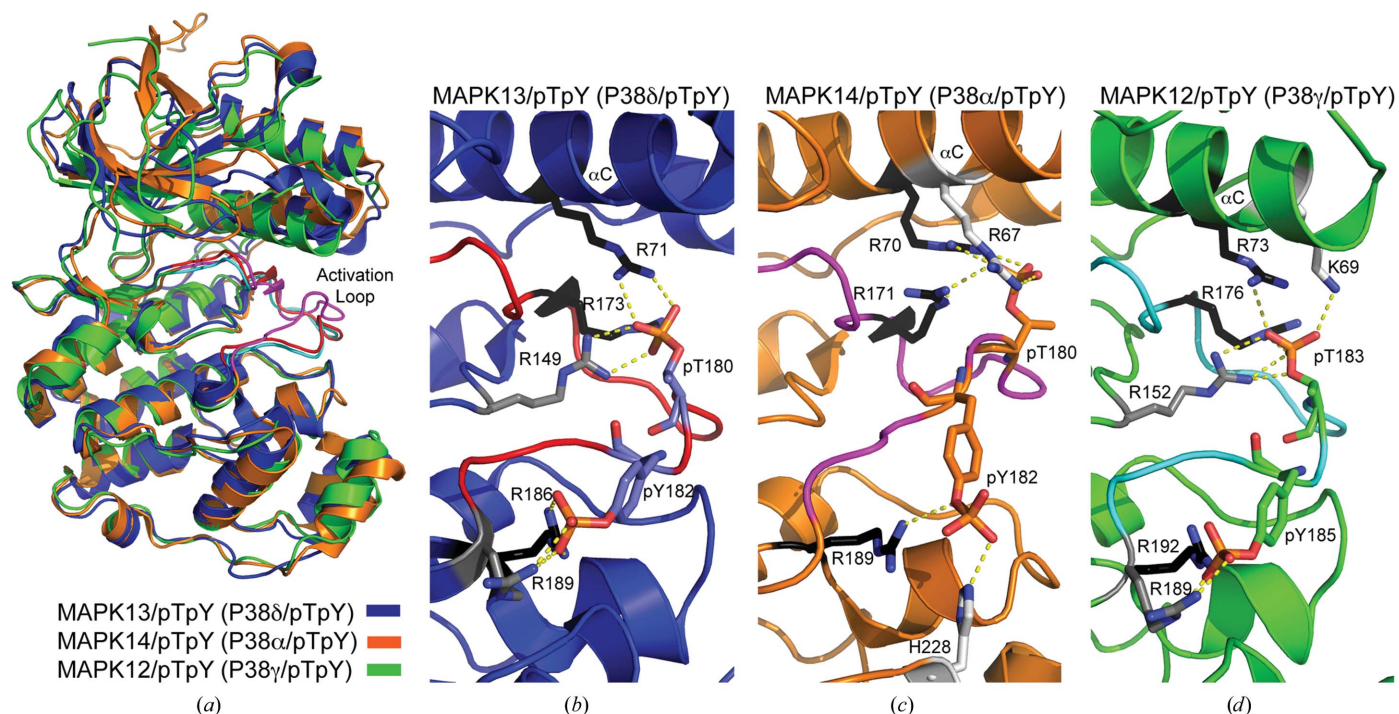 Activation
Loop
MAPK13/pTpY (P38δ/pTpY)
MAPK14/pTpY (P38α/pTpY)
MAPK12/pTpY (P38γ/pTpY)
(a)
MAPK13/pTpY (P38δ/pTpY)
αC
R71
R173
R149
pT180
pY182
R186
R189
(b)
MAPK14/pTpY (P38α/pTpY)
αC
R70
R67
R171
pT180
pY182
R189
H228
(c)
MAPK12/pTpY (P38γ/pTpY)
αC
R73
K69
R176
pT183
R152
pY185
R192
R189
(d)